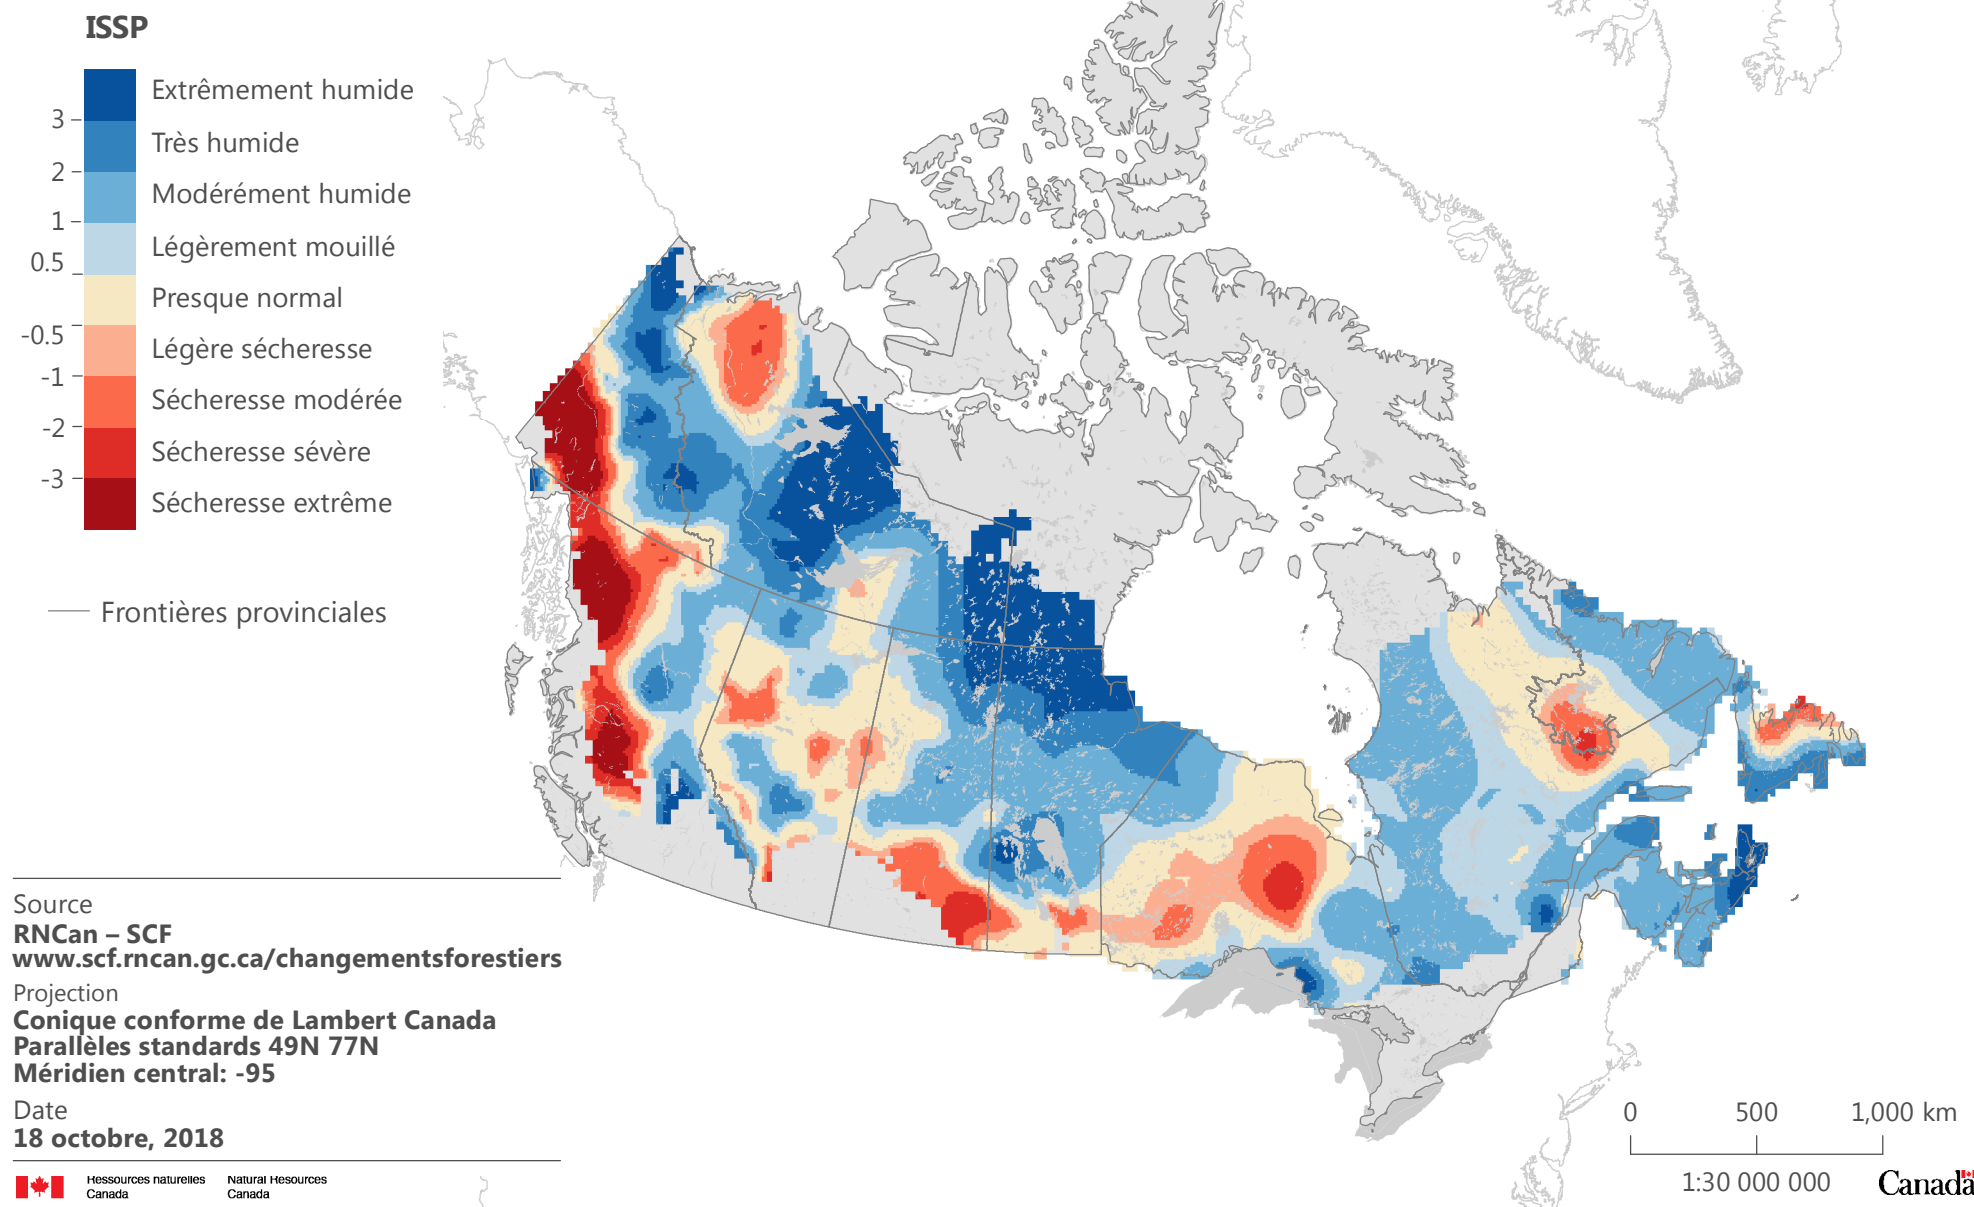 ISSP
Extrêmement humide
3
Très humide
2
Modérément humide
1
Légèrement mouillé
0.5
Presque normal
-0.5
Légère sécheresse
-1
Sécheresse modérée
-2
Sécheresse sévère
-3
Sécheresse extrême
Frontières provinciales
Source
RNCan – SCF
www.scf.rncan.gc.ca/changementsforestiers
Projection
Conique conforme de Lambert Canada
Parallèles standards 49N 77N
Méridien central: -95
Date
18 octobre, 2018
Ressources naturelles Natural Resources
Canada Canada
0 500 1,000 km
1:30 000 000
Canada